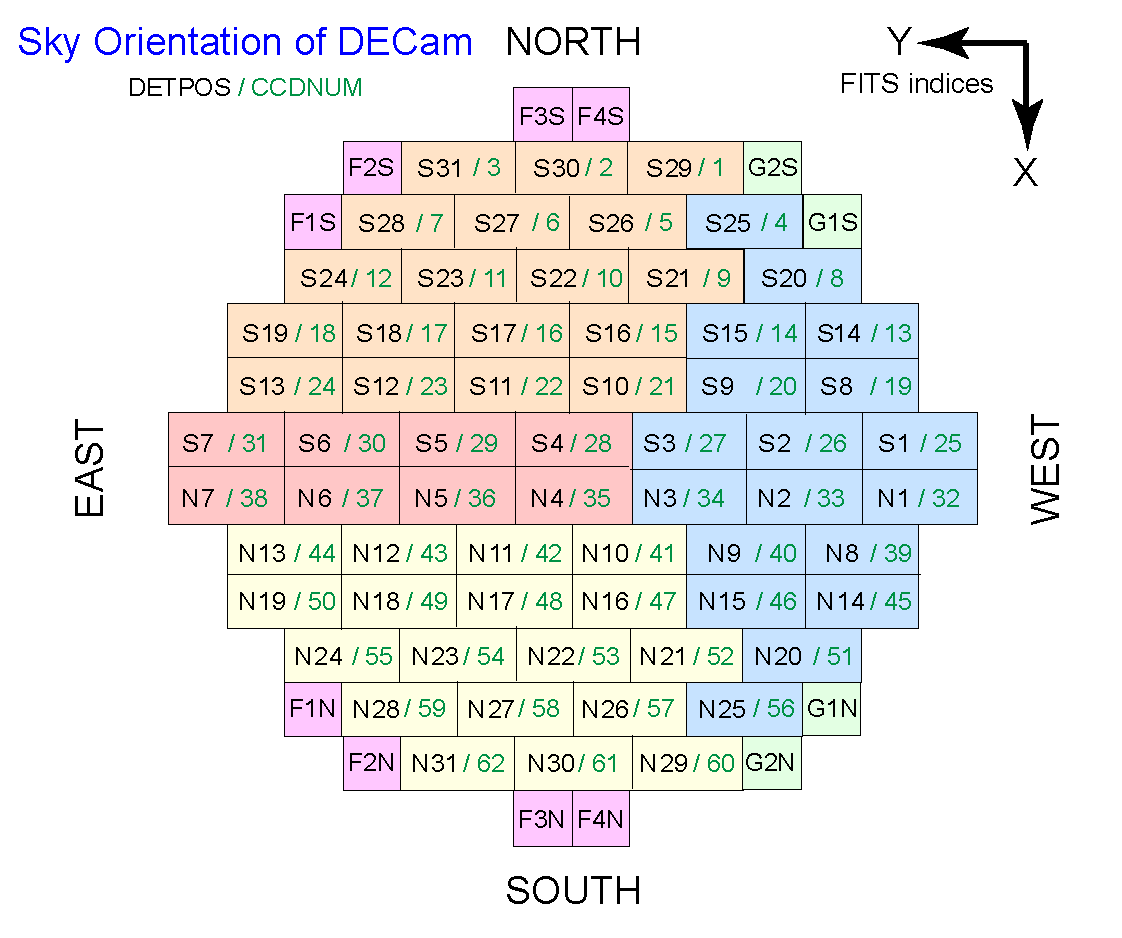 Sky Orientation of DECam NORTH Y
DETPOS / CCDNUM FITS indices
F3S F4S
X
F2S S31 / 3 S30 / 2 S29 / 1 G2S
F1S S28 / 7 S27 / 6 S26 / 5 S25 / 4 G1S
S24 / 12 S23 / 11 S22 / 10 S21 / 9 S20 / 8
S19 / 18 S18 / 17 S17 / 16 S16 / 15 S15 / 14 S14 / 13
S13 / 24 S12 / 23 S11 / 22 S10 / 21 S9 / 20 S8 / 19
EAST
S7 / 31 S6 / 30 S5 / 29 S4 / 28 S3 / 27 S2 / 26 S1 / 25
N7 / 38 N6 / 37 N5 / 36 N4 / 35 N3 / 34 N2 / 33 N1 / 32
WEST
N13 / 44 N12 / 43 N11 / 42 N10 / 41 N9 / 40 N8 / 39
N19 / 50 N18 / 49 N17 / 48 N16 / 47 N15 / 46 N14 / 45
N24 / 55 N23 / 54 N22 / 53 N21 / 52 N20 / 51
F1N N28 / 59 N27 / 58 N26 / 57 N25 / 56 G1N
F2N N31 / 62 N30 / 61 N29 / 60 G2N
F3N F4N
SOUTH